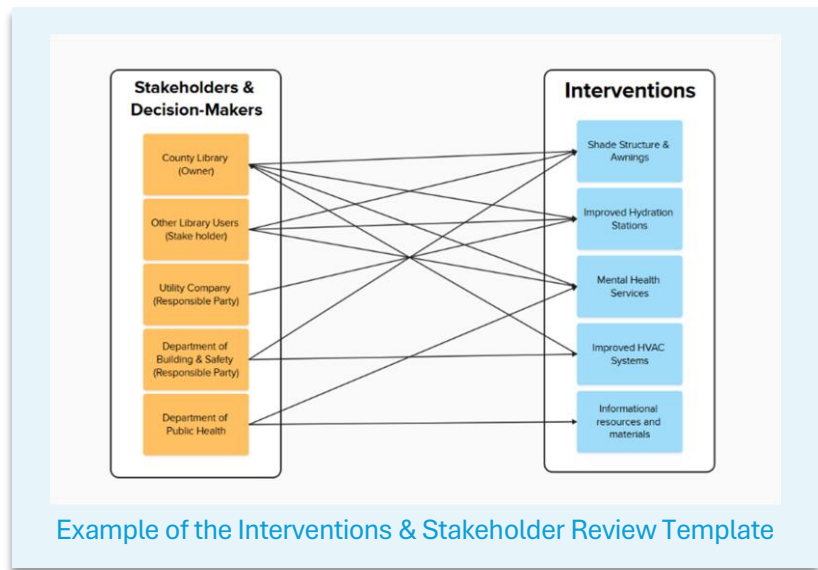 Stakeholders &
Decision-Makers
County Library
(Owner)
Other Library Users
(Stake holder)
Utility Company
(Responsible Party)
Department of
Building & Safety
(Responsible Party)
Department of
Public Health
Interventions
Shade Structure &
Awnings
Improved Hydration
Stations
Mental Health
Services
Improved HVAC
Systems
Informational
resources and
materials
Example of the Interventions & Stakeholder Review Template